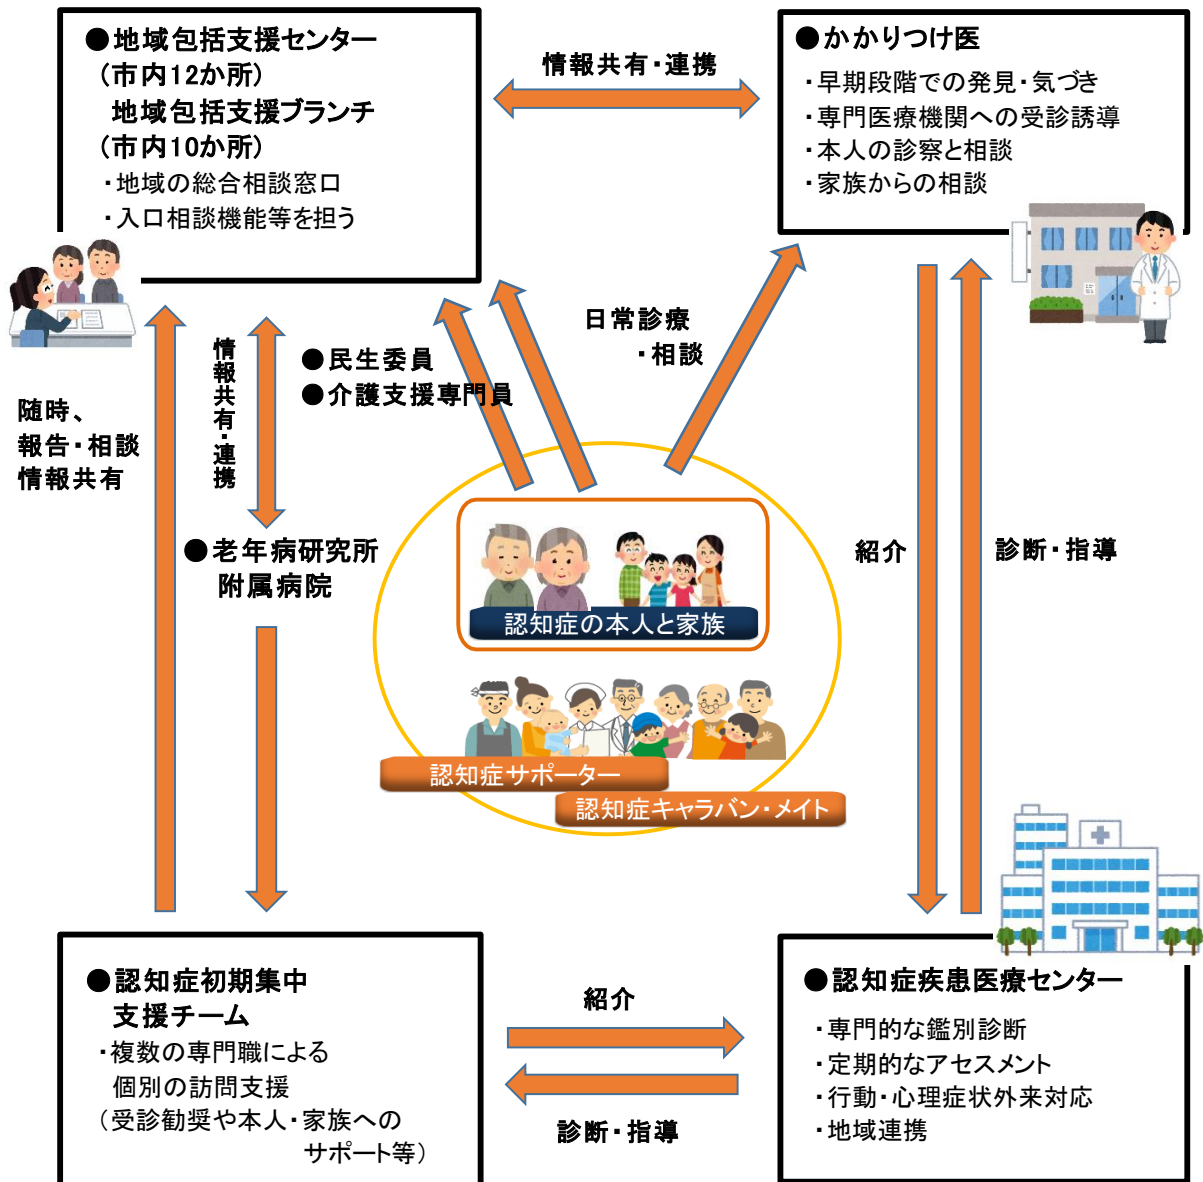 ●地域包括支援センター
(市内12か所)
地域包括支援ブランチ
(市内10か所)
・地域の総合相談窓口
・入口相談機能等を担う
情報共有・連携
●かかりつけ医
・早期段階での発見・気づき
・専門医療機関への受診誘導
・本人の診察と相談
・家族からの相談
随時、
報告・相談
情報共有
情報共有・連携
●民生委員
●介護支援専門員
日常診療
・相談
●老年病研究所
附属病院
紹介
診断・指導
認知症の本人と家族
認知症サポーター
認知症キャラバン・メイト
●認知症初期集中
支援チーム
・複数の専門職による
個別の訪問支援
(受診勧奨や本人・家族への
サポート等)
紹介
診断・指導
●認知症疾患医療センター
・専門的な鑑別診断
・定期的なアセスメント
・行動・心理症状外来対応
・地域連携